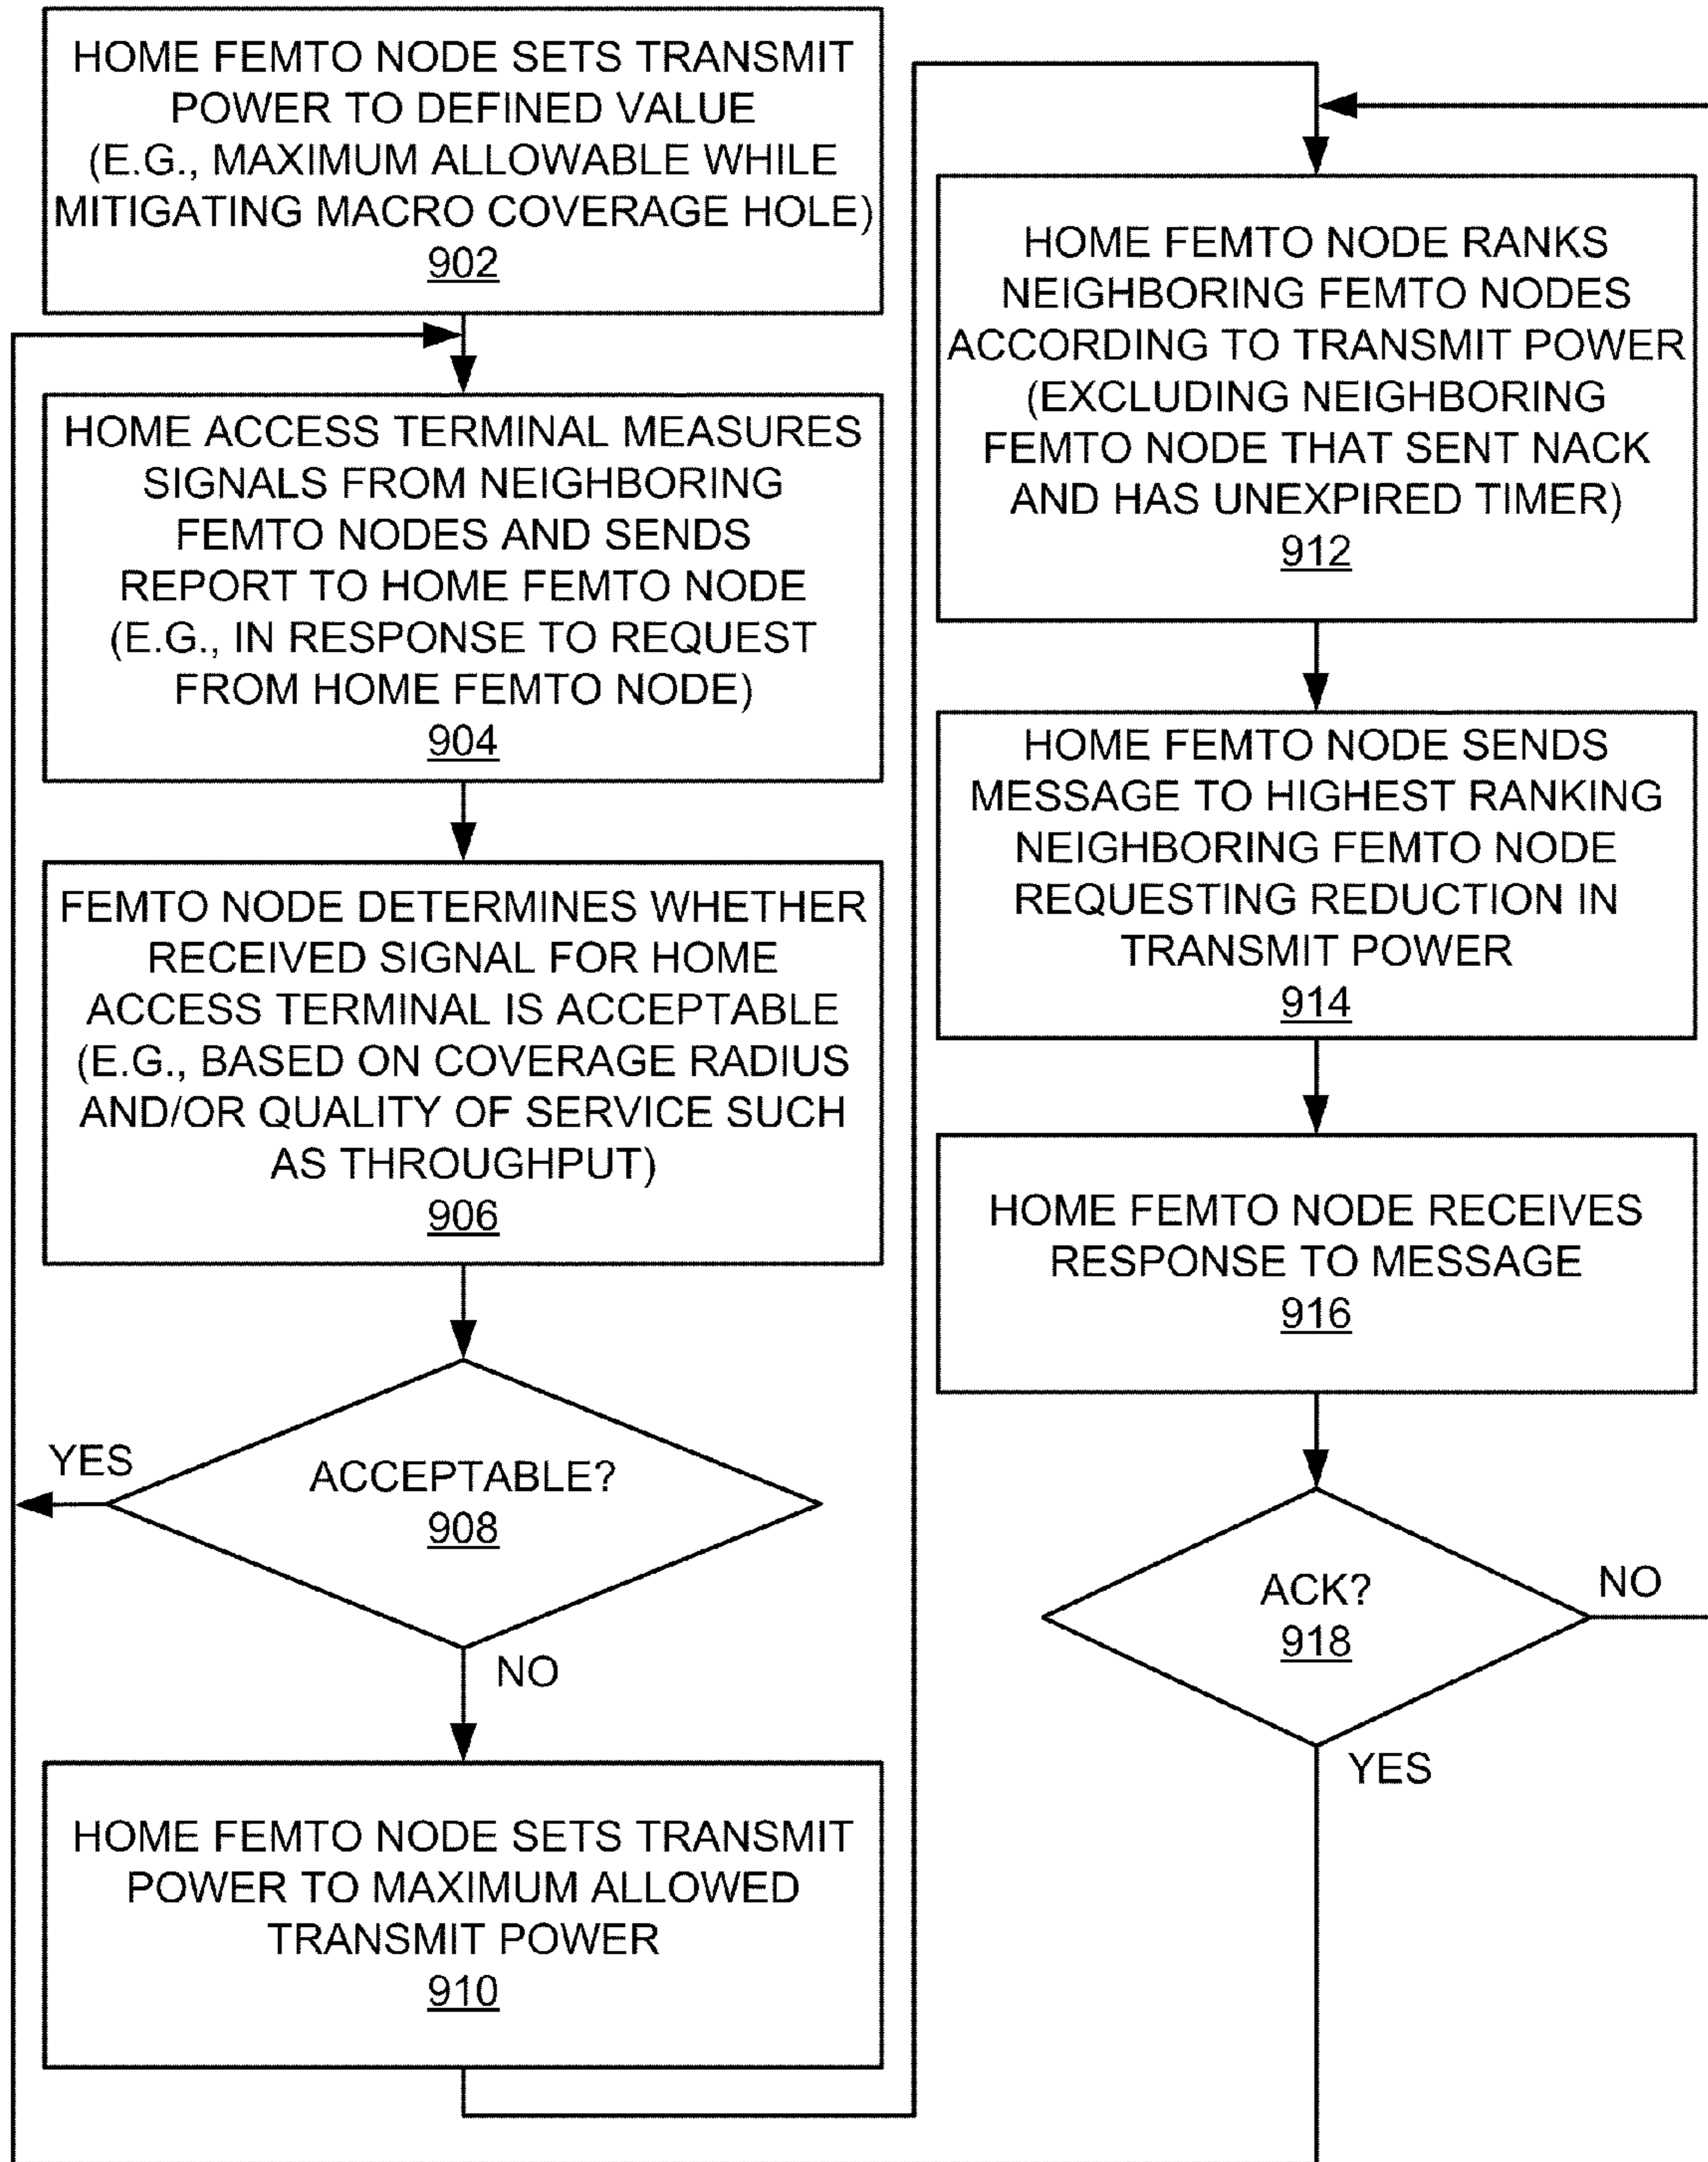 HOME FEMTO NODE SETS TRANSMIT
POWER TO DEFINED VALUE
(E.G., MAXIMUM ALLOWABLE WHILE
MITIGATING MACRO COVERAGE HOLE)
902
HOME ACCESS TERMINAL MEASURES
SIGNALS FROM NEIGHBORING
FEMTO NODES AND SENDS
REPORT TO HOME FEMTO NODE
(E.G., IN RESPONSE TO REQUEST
FROM HOME FEMTO NODE)
904
FEMTO NODE DETERMINES WHETHER
RECEIVED SIGNAL FOR HOME
ACCESS TERMINAL IS ACCEPTABLE
(E.G., BASED ON COVERAGE RADIUS
AND/OR QUALITY OF SERVICE SUCH
AS THROUGHPUT)
906
YES
ACCEPTABLE?
908
NO
HOME FEMTO NODE SETS TRANSMIT
POWER TO MAXIMUM ALLOWED
TRANSMIT POWER
910
HOME FEMTO NODE RANKS
NEIGHBORING FEMTO NODES
ACCORDING TO TRANSMIT POWER
(EXCLUDING NEIGHBORING
FEMTO NODE THAT SENT NACK
AND HAS UNEXPIRED TIMER)
912
HOME FEMTO NODE SENDS
MESSAGE TO HIGHEST RANKING
NEIGHBORING FEMTO NODE
REQUESTING REDUCTION IN
TRANSMIT POWER
914
HOME FEMTO NODE RECEIVES
RESPONSE TO MESSAGE
916
ACK?
918
NO
YES